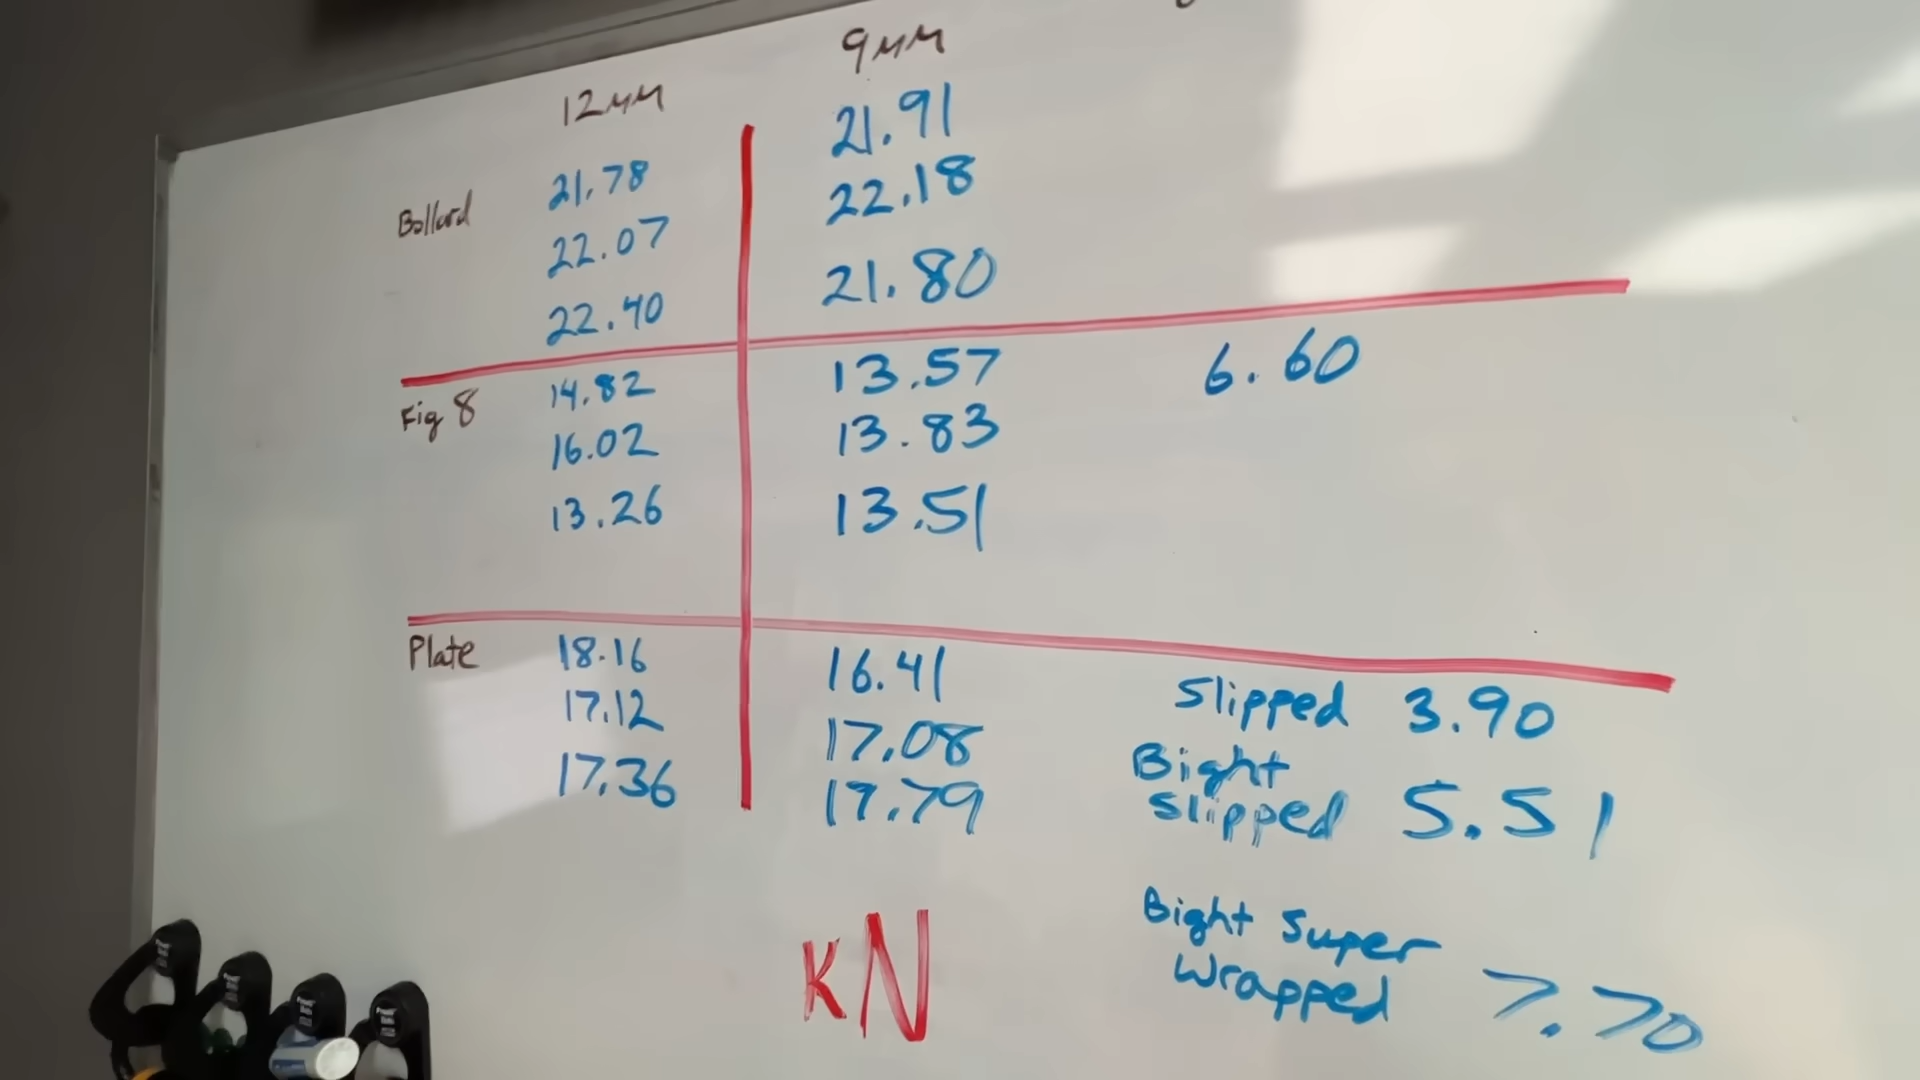 12mm 9mm
Bollard 21.78 21.91
22.07 22.18
22.40 21.80
Fig 8 14.82 13.57 6.60
16.02 13.83
13.26 13.51
Plate 18.16 16.41 Slipped 3.90
17.12 17.08 Bight
17.36 17.79 Slipped 5.51
Bight Super
Wrapped 7.70
kN